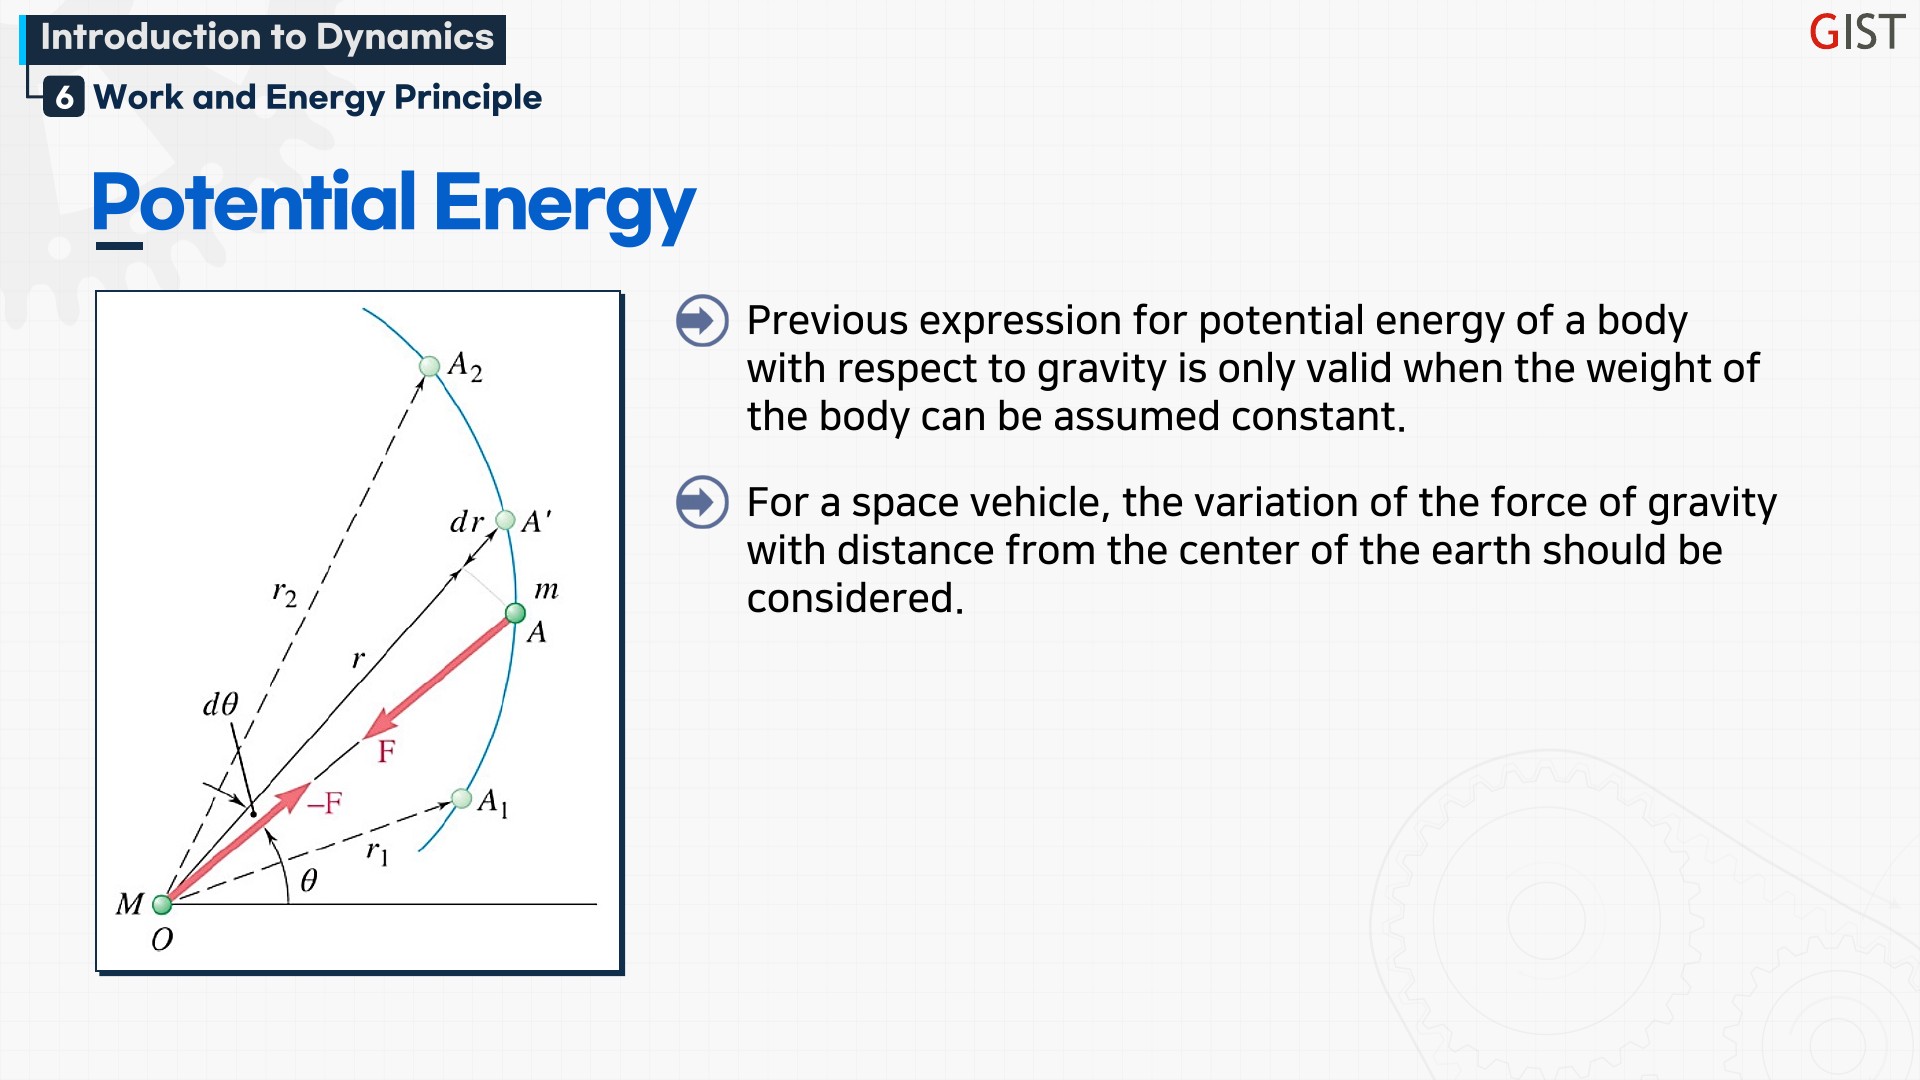 Introduction to Dynamics
GIST
6 Work and Energy Principle
Potential Energy
A2
dr A'
m
r2
A
r
dθ
F
–F
A1
r1
θ
M
O
Previous expression for potential energy of a body
with respect to gravity is only valid when the weight of
the body can be assumed constant.
For a space vehicle, the variation of the force of gravity
with distance from the center of the earth should be
considered.